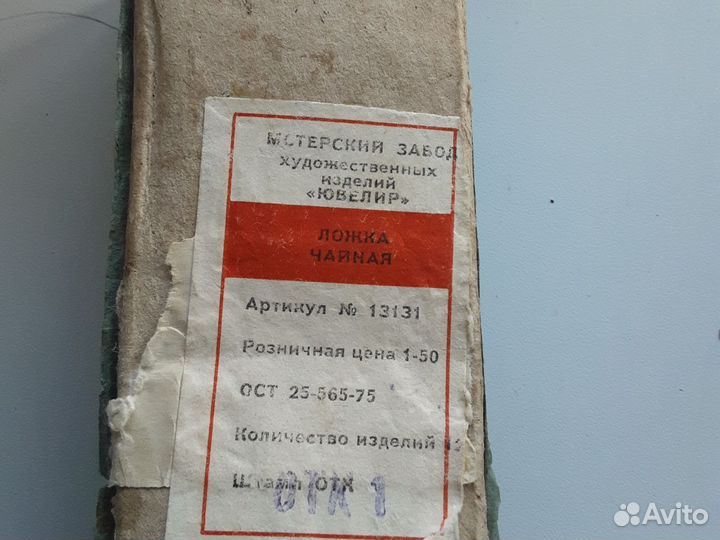 МСТЕРСКИЙ ЗАВОД
художественных
изделий
«ЮВЕЛИР»
ЛОЖКА
ЧАЙНАЯ
Артикул № 13131
Розничная цена 1-50
ОСТ 25-565-75
Количество изделий
Штамп ОТК
ОТК 1
Avito